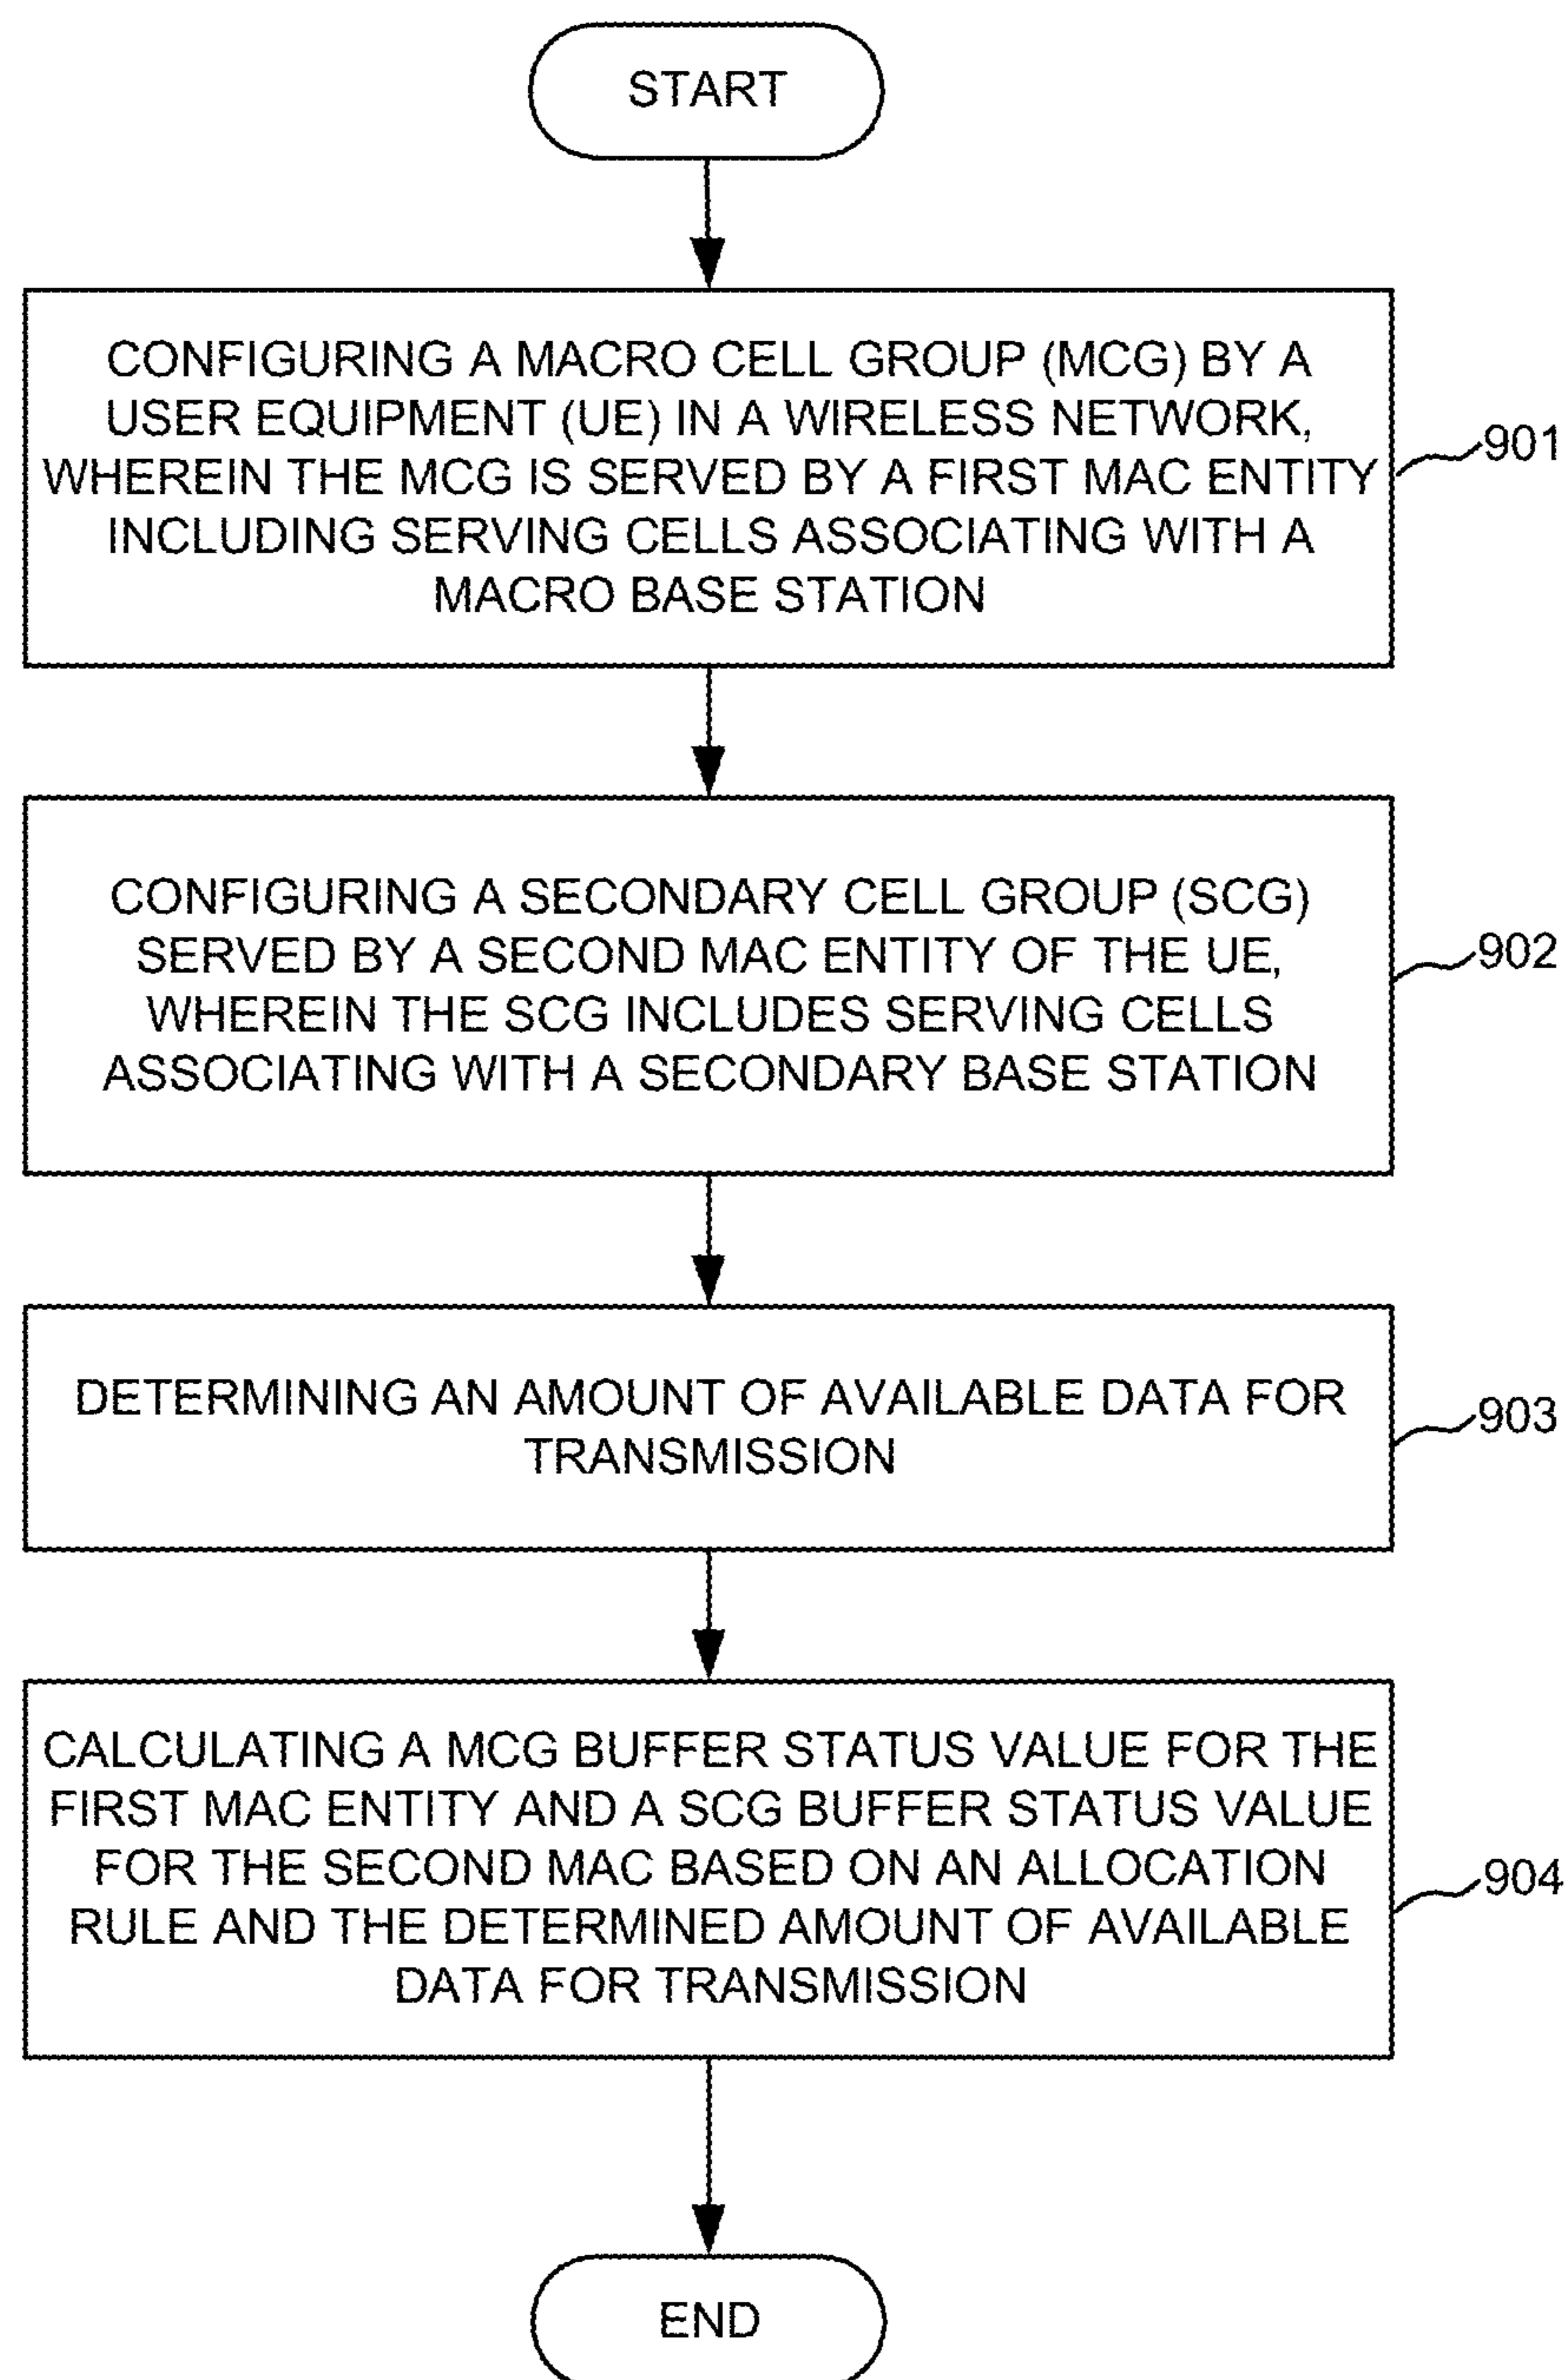 START
CONFIGURING A MACRO CELL GROUP (MCG) BY A
USER EQUIPMENT (UE) IN A WIRELESS NETWORK,
WHEREIN THE MCG IS SERVED BY A FIRST MAC ENTITY
INCLUDING SERVING CELLS ASSOCIATING WITH A
MACRO BASE STATION
901
CONFIGURING A SECONDARY CELL GROUP (SCG)
SERVED BY A SECOND MAC ENTITY OF THE UE,
WHEREIN THE SCG INCLUDES SERVING CELLS
ASSOCIATING WITH A SECONDARY BASE STATION
902
DETERMINING AN AMOUNT OF AVAILABLE DATA FOR
TRANSMISSION
903
CALCULATING A MCG BUFFER STATUS VALUE FOR THE
FIRST MAC ENTITY AND A SCG BUFFER STATUS VALUE
FOR THE SECOND MAC BASED ON AN ALLOCATION
RULE AND THE DETERMINED AMOUNT OF AVAILABLE
DATA FOR TRANSMISSION
904
END